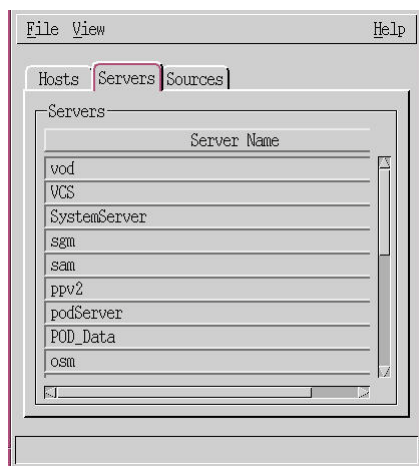 File View Help
Hosts Servers Sources
Servers
Server Name
vod
VCS
SystemServer
sgm
sam
ppv2
podServer
POD_Data
osm